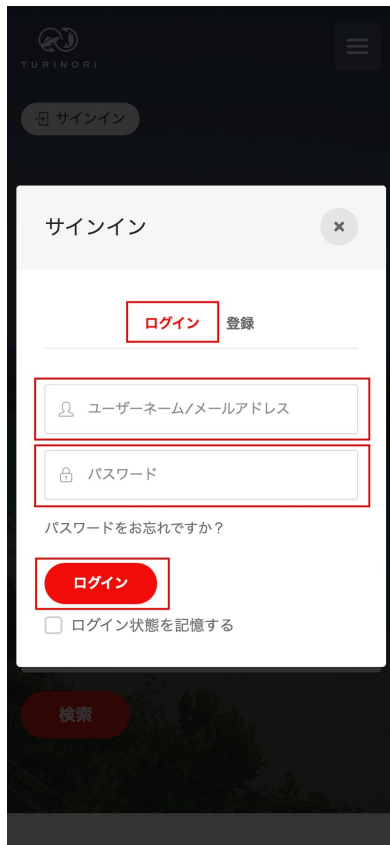 TURINORI
サインイン
サインイン
×
ログイン 登録
ユーザーネーム/メールアドレス
パスワード
パスワードをお忘れですか？
ログイン
ログイン状態を記憶する
検索